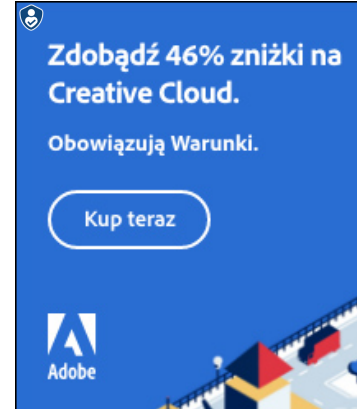 Zdobądź 46% zniżki na
Creative Cloud.
Obowiązują Warunki.
Kup teraz
Adobe